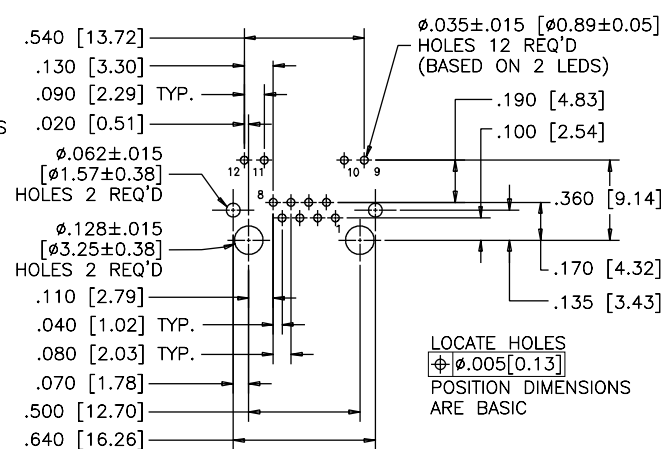 .540 [13.72]
.130 [3.30]
.090 [2.29] TYP.
S
.020 [0.51]
ø.062±.015
[ø1.57±0.38]
HOLES 2 REQ'D
ø.128±.015
[ø3.25±0.38]
HOLES 2 REQ'D
.110 [2.79]
.040 [1.02] TYP.
.080 [2.03] TYP.
.070 [1.78]
.500 [12.70]
.640 [16.26]
12 11
10 9
8
1
ø.035±.015 [ø0.89±0.05]
HOLES 12 REQ'D
(BASED ON 2 LEDS)
.190 [4.83]
.100 [2.54]
.360 [9.14]
.170 [4.32]
.135 [3.43]
LOCATE HOLES
⌖ ø.005[0.13]
POSITION DIMENSIONS
ARE BASIC